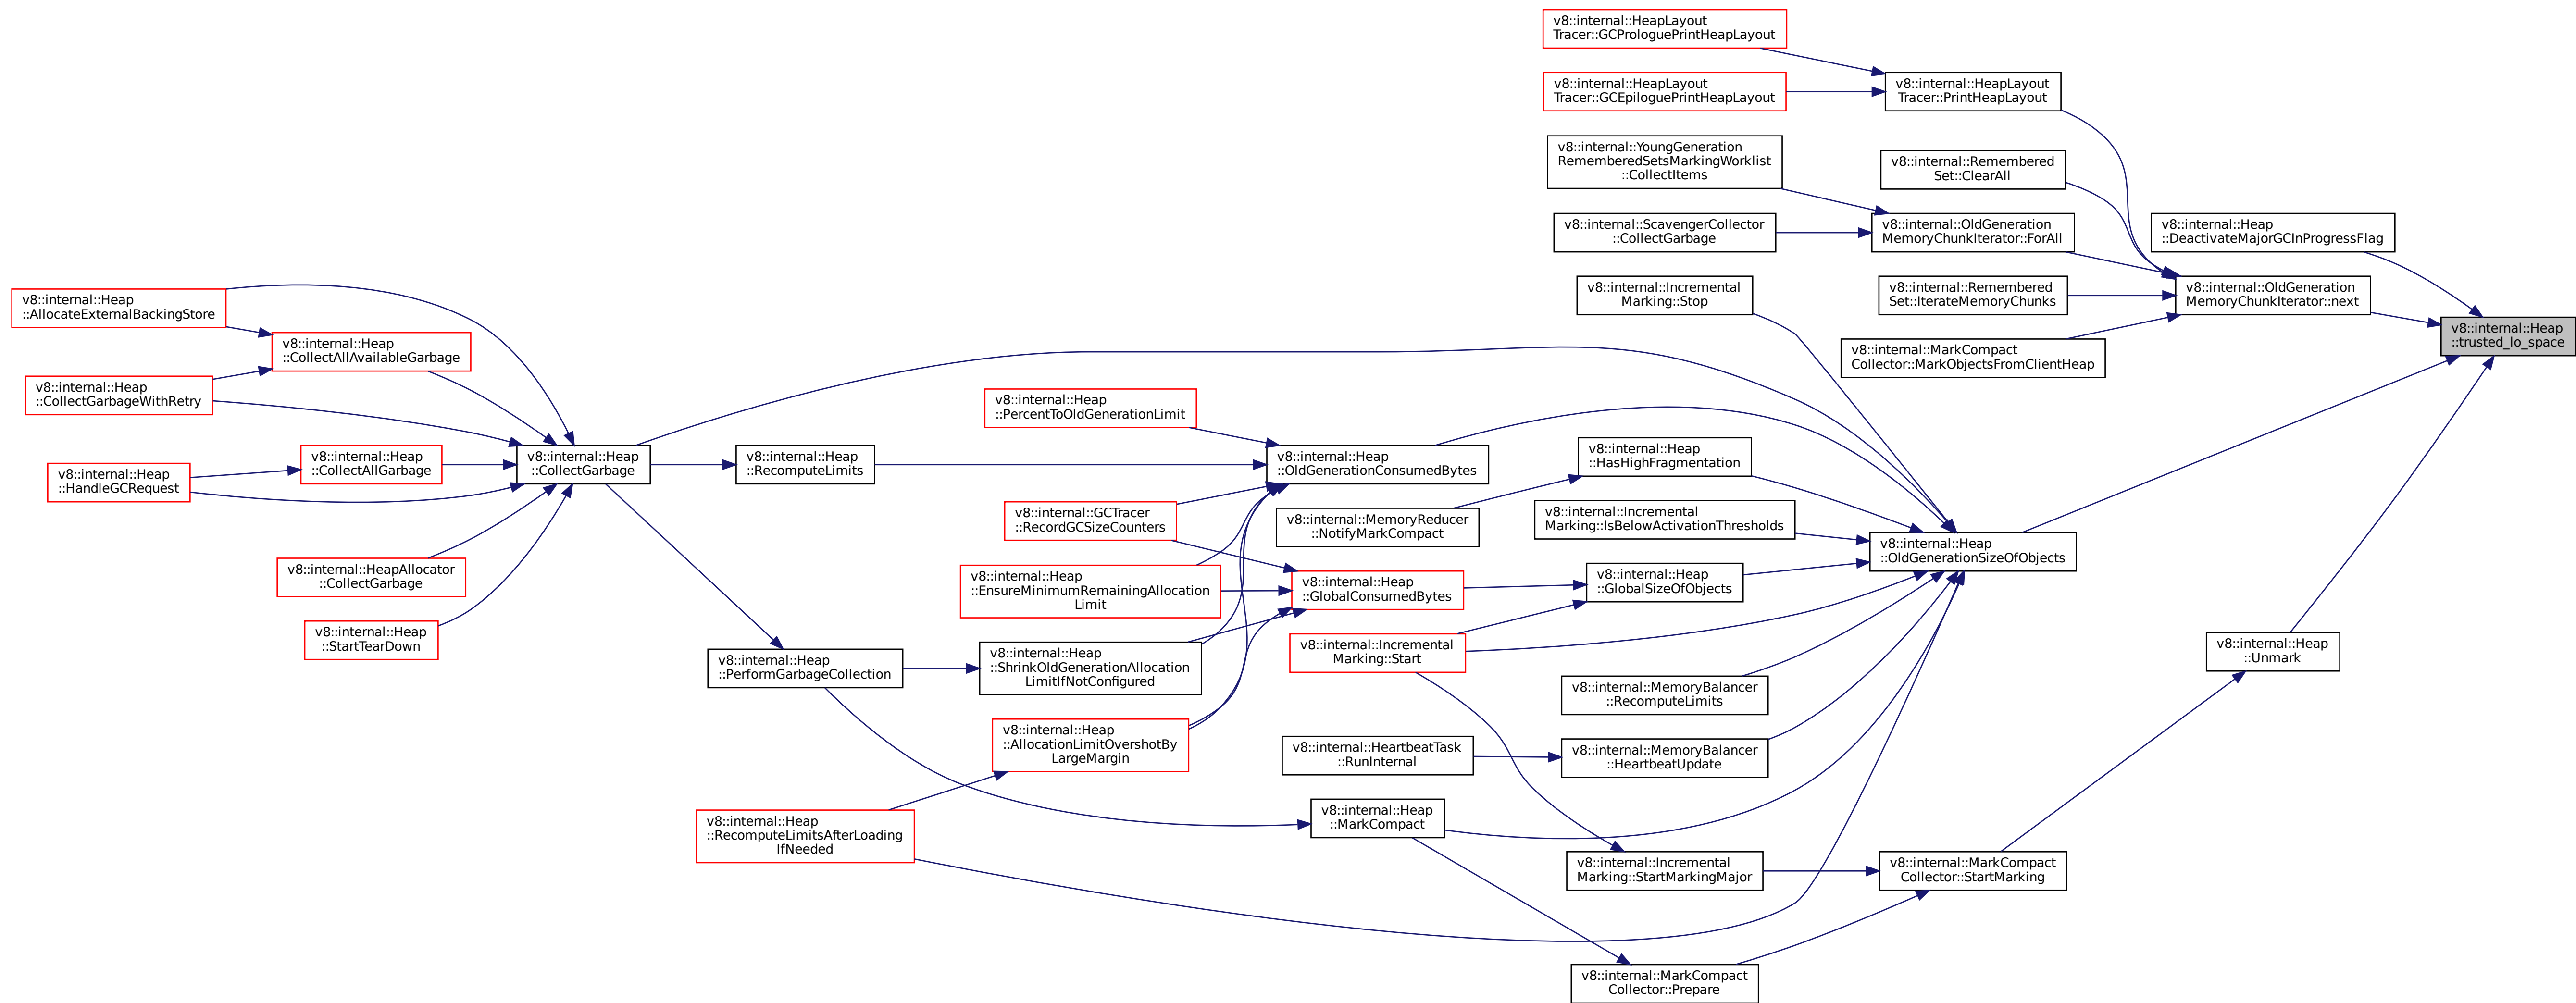 v8::internal::HeapLayout
Tracer::GCProloguePrintHeapLayout
v8::internal::HeapLayout
Tracer::GCEpiloguePrintHeapLayout
v8::internal::HeapLayout
Tracer::PrintHeapLayout
v8::internal::YoungGeneration
RememberedSetsMarkingWorklist
::CollectItems
v8::internal::Remembered
Set::ClearAll
v8::internal::ScavengerCollector
::CollectGarbage
v8::internal::OldGeneration
MemoryChunkIterator::ForAll
v8::internal::Heap
::DeactivateMajorGCInProgressFlag
v8::internal::Incremental
Marking::Stop
v8::internal::Remembered
Set::IterateMemoryChunks
v8::internal::OldGeneration
MemoryChunkIterator::next
v8::internal::Heap
::AllocateExternalBackingStore
v8::internal::Heap
::CollectAllAvailableGarbage
v8::internal::MarkCompact
Collector::MarkObjectsFromClientHeap
v8::internal::Heap
::trusted_lo_space
v8::internal::Heap
::CollectGarbageWithRetry
v8::internal::Heap
::PercentToOldGenerationLimit
v8::internal::Heap
::HandleGCRequest
v8::internal::Heap
::CollectAllGarbage
v8::internal::Heap
::CollectGarbage
v8::internal::Heap
::RecomputeLimits
v8::internal::Heap
::OldGenerationConsumedBytes
v8::internal::Heap
::HasHighFragmentation
v8::internal::GCTracer
::RecordGCSizeCounters
v8::internal::MemoryReducer
::NotifyMarkCompact
v8::internal::Incremental
Marking::IsBelowActivationThresholds
v8::internal::Heap
::OldGenerationSizeOfObjects
v8::internal::HeapAllocator
::CollectGarbage
v8::internal::Heap
::EnsureMinimumRemainingAllocation
Limit
v8::internal::Heap
::GlobalConsumedBytes
v8::internal::Heap
::GlobalSizeOfObjects
v8::internal::Heap
::StartTearDown
v8::internal::Heap
::PerformGarbageCollection
v8::internal::Heap
::ShrinkOldGenerationAllocation
LimitIfNotConfigured
v8::internal::Incremental
Marking::Start
v8::internal::Heap
::Unmark
v8::internal::MemoryBalancer
::RecomputeLimits
v8::internal::Heap
::AllocationLimitOvershotBy
LargeMargin
v8::internal::HeartbeatTask
::RunInternal
v8::internal::MemoryBalancer
::HeartbeatUpdate
v8::internal::Heap
::RecomputeLimitsAfterLoading
IfNeeded
v8::internal::Heap
::MarkCompact
v8::internal::Incremental
Marking::StartMarkingMajor
v8::internal::MarkCompact
Collector::StartMarking
v8::internal::MarkCompact
Collector::Prepare